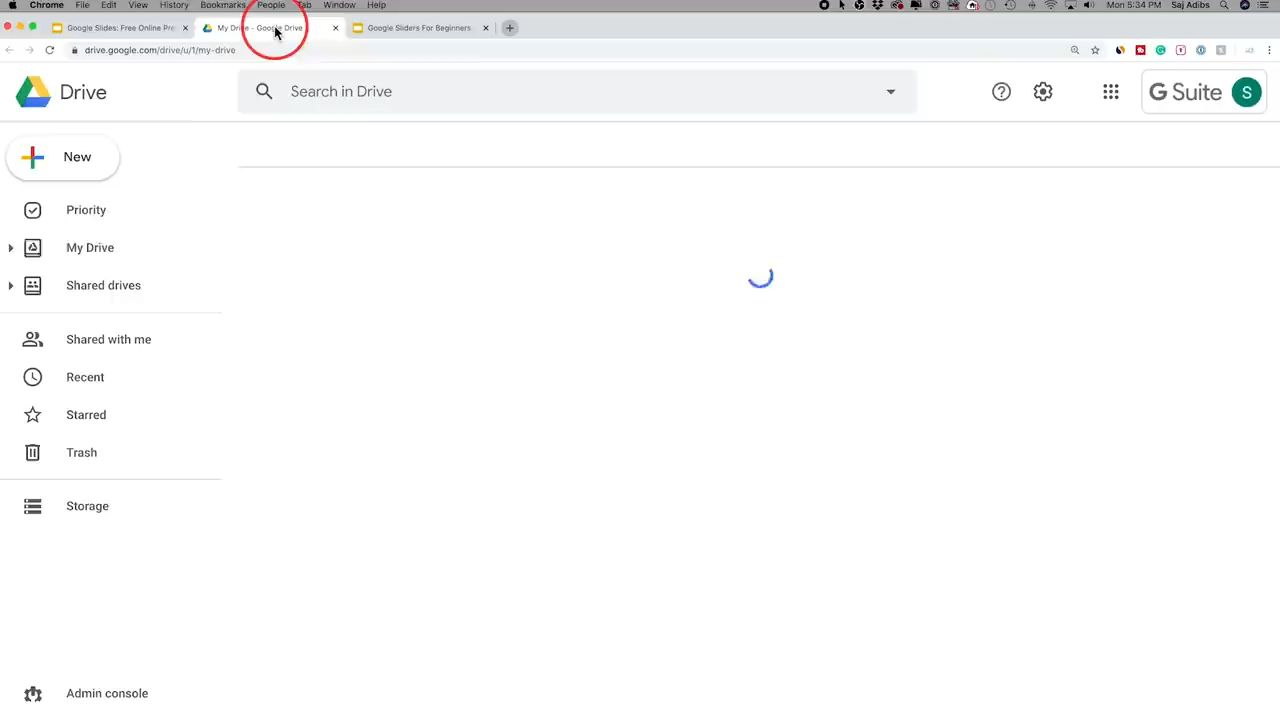 Chrome File Edit View History Bookmarks People Tab Window Help Mon 5:34 PM Saj Adibs
Google Slides: Free Online Pre My Drive - Google Drive Google Sliders For Beginners
drive.google.com/drive/u/1/my-drive
Drive Search in Drive G Suite S
New
Priority
My Drive
Shared drives
Shared with me
Recent
Starred
Trash
Storage
Admin console